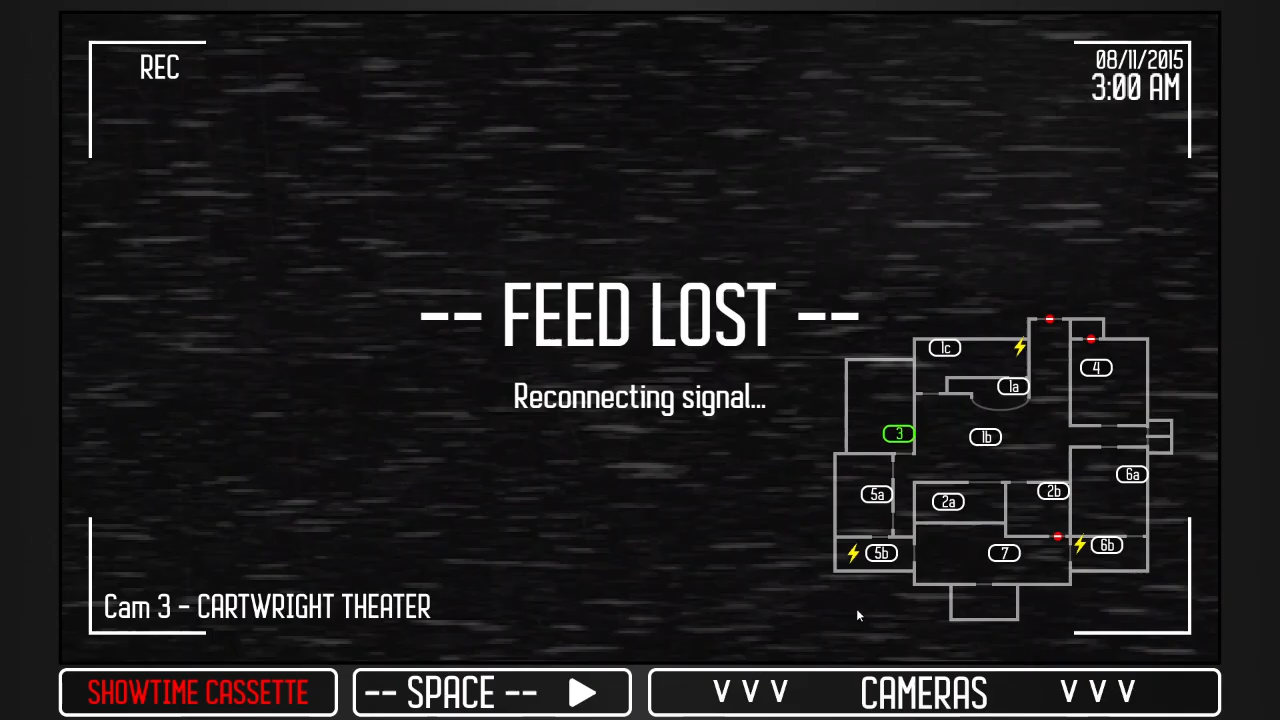 REC
08/11/2015
3:00 AM
-- FEED LOST --
Reconnecting signal...
1c
4
1a
3
1b
6a
5a
2a
2b
5b
7
6b
Cam 3 - CARTWRIGHT THEATER
SHOWTIME CASSETTE
-- SPACE --
V V V CAMERAS V V V